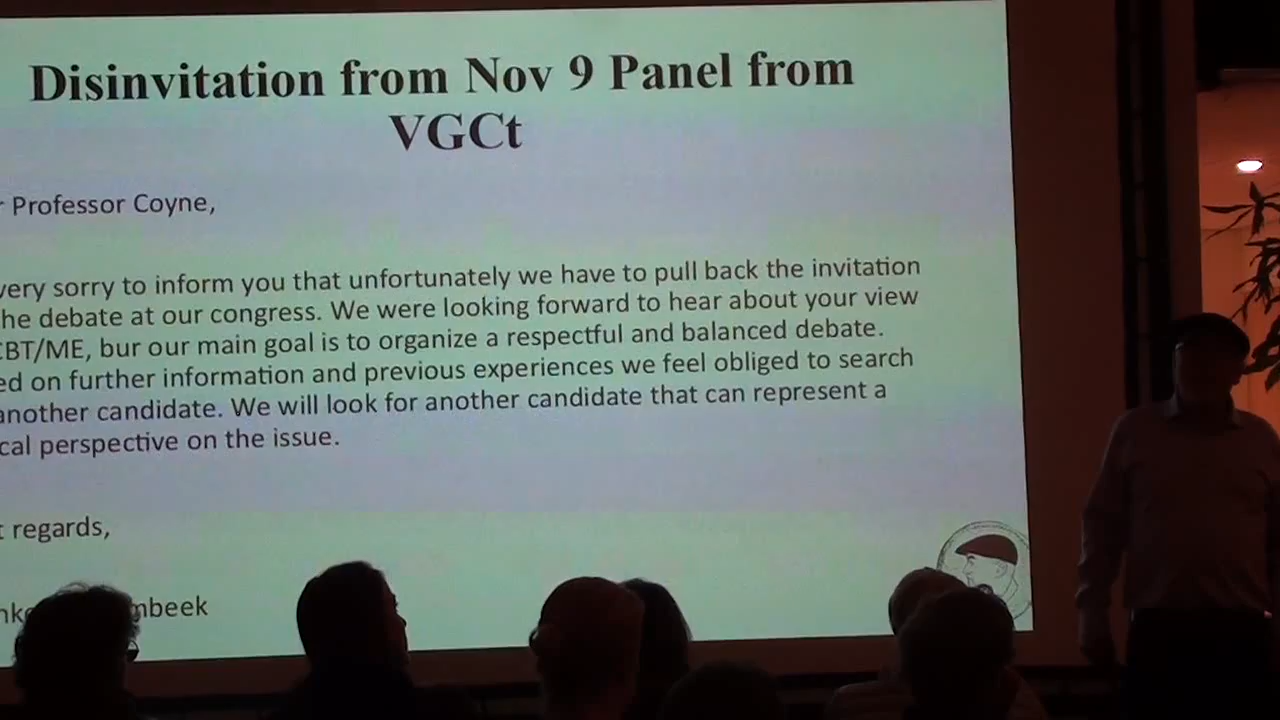 Disinvitation from Nov 9 Panel from
VGCt
Professor Coyne,
very sorry to inform you that unfortunately we have to pull back the invitation
he debate at our congress. We were looking forward to hear about your view
CBT/ME, bur our main goal is to organize a respectful and balanced debate.
ed on further information and previous experiences we feel obliged to search
another candidate. We will look for another candidate that can represent a
cal perspective on the issue.
regards,
mbeek